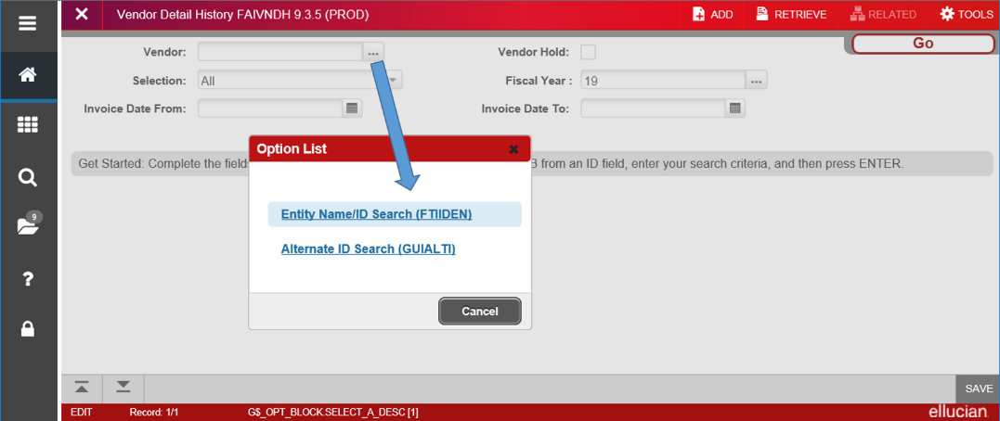 Vendor Detail History FAIVNDH 9.3.5 (PROD)
ADD
RETRIEVE
RELATED
TOOLS
Go
Vendor:
...
Vendor Hold:
Selection:
All
Fiscal Year :
19
...
Invoice Date From:
Invoice Date To:
Option List
Get Started: Complete the field
from an ID field, enter your search criteria, and then press ENTER.
Entity Name/ID Search (FTIIDEN)
Alternate ID Search (GUIALTI)
9
?
Cancel
SAVE
EDIT
Record: 1/1
G$_OPT_BLOCK.SELECT_A_DESC [1]
ellucian